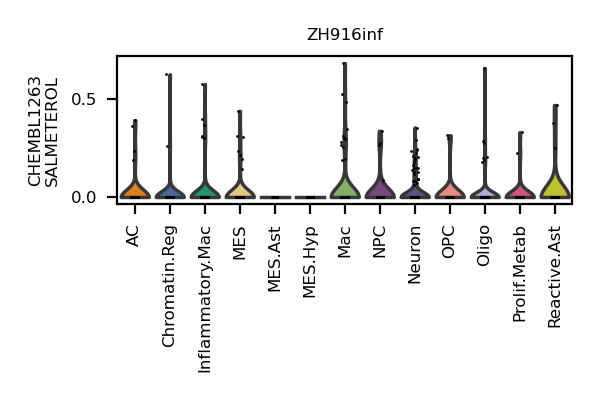 ZH916inf
CHEMBL1263
SALMETEROL
0.5
0.0
AC
Chromatin.Reg
Inflammatory.Mac
MES
MES.Ast
MES.Hyp
Mac
NPC
Neuron
OPC
Oligo
Prolif.Metab
Reactive.Ast